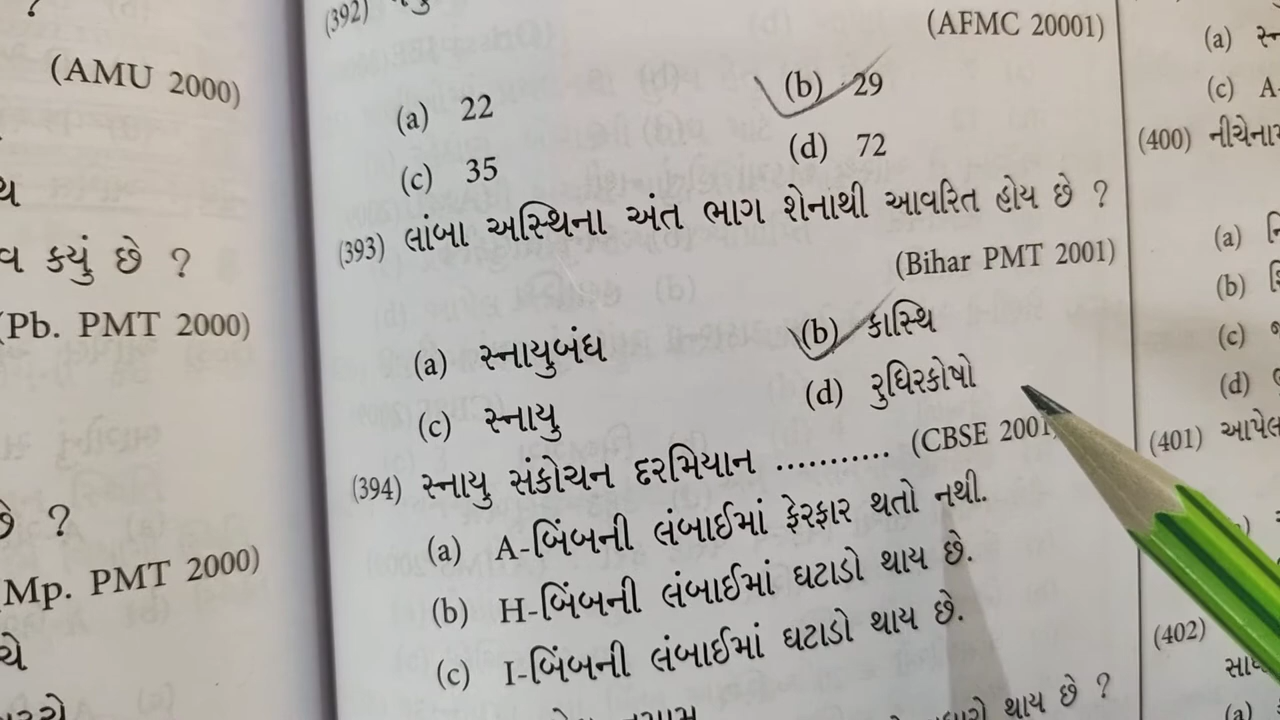 ?
(AMU 2000)
થ
વ કયું છે ?
(Pb. PMT 2000)
છે ?
(Mp. PMT 2000)
(392)
(AFMC 20001)
(a) 22
(b) 29
(c) 35
(d) 72
(393) લાંબા અસ્થિના અંત ભાગ શેનાથી આવરિત હોય છે ?
(Bihar PMT 2001)
(a) સ્નાયુબંધ
(b) કાસ્થિ
(c) સ્નાયુ
(d) રુધિરકોષો
(394) સ્નાયુ સંકોચન દરમિયાન ........... (CBSE 2001
(a) A-બિંબની લંબાઈમાં ફેરફાર થતો નથી.
(b) H-બિંબની લંબાઈમાં ઘટાડો થાય છે.
(c) I-બિંબની લંબાઈમાં ઘટાડો થાય છે.
થાય છે ?
(a)
(c) A-
(400) નીચેના
(a)
(b)
(c)
(d)
(401) આપેલ
(402)
(a)